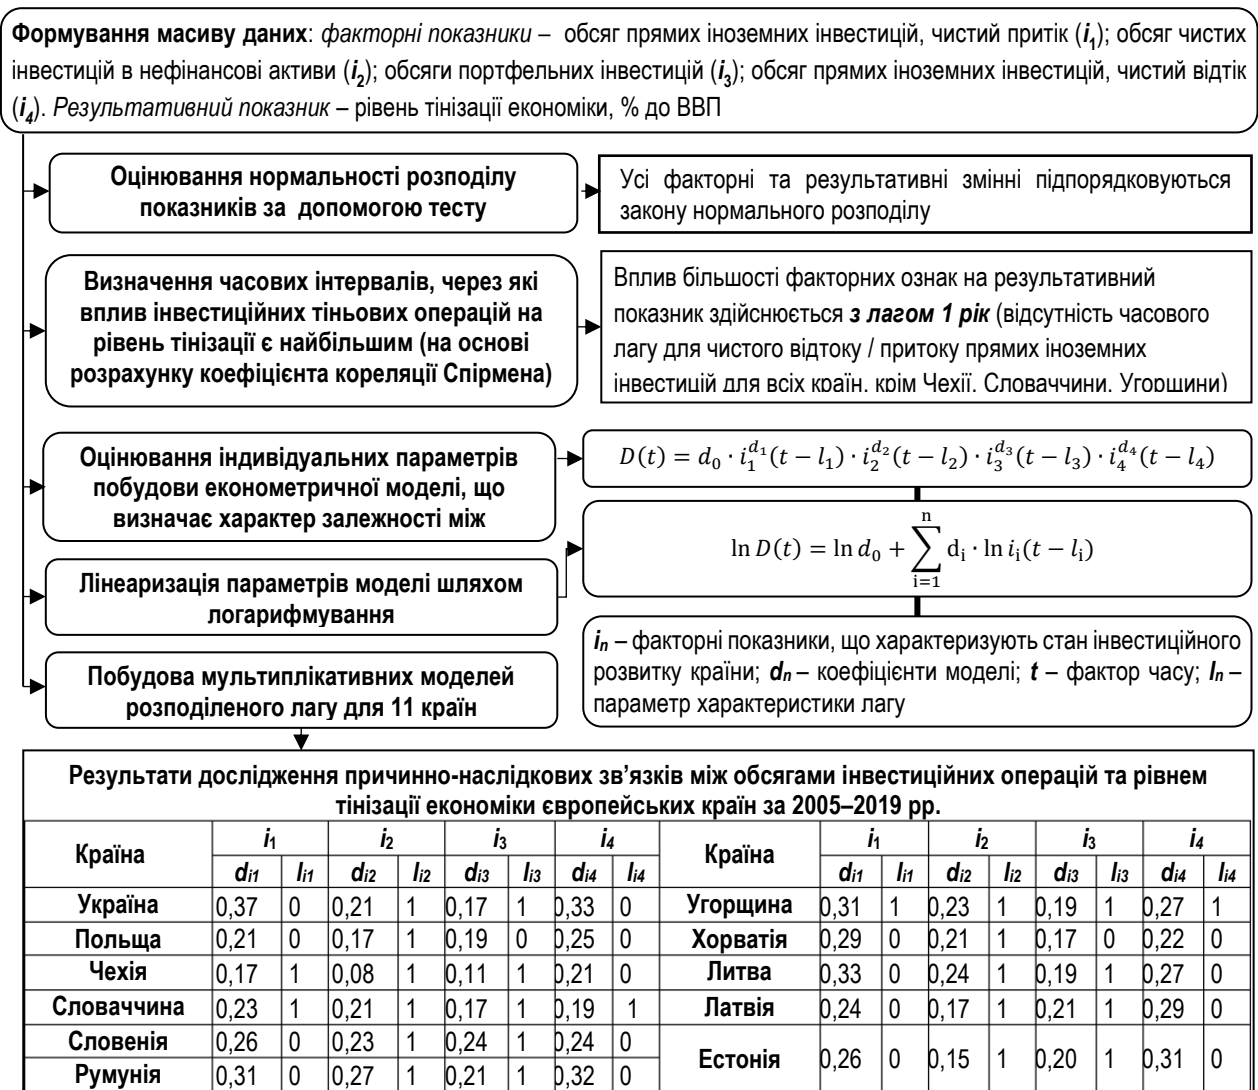 Формування масиву даних: факторні показники – обсяг прямих іноземних інвестицій, чистий притік (i1); обсяг чистих
інвестицій в нефінансові активи (i2); обсяги портфельних інвестицій (i3); обсяг прямих іноземних інвестицій, чистий відтік
(i4). Результативний показник – рівень тінізації економіки, % до ВВП
Оцінювання нормальності розподілу
показників за допомогою тесту
Усі факторні та результативні змінні підпорядковуються
закону нормального розподілу
Визначення часових інтервалів, через які
вплив інвестиційних тіньових операцій на
рівень тінізації є найбільшим (на основі
розрахунку коефіцієнта кореляції Спірмена)
Вплив більшості факторних ознак на результативний
показник здійснюється з лагом 1 рік (відсутність часового
лагу для чистого відтоку / притоку прямих іноземних
інвестицій для всіх країн, крім Чехії, Словаччини, Угорщини)
Оцінювання індивідуальних параметрів
побудови економетричної моделі, що
визначає характер залежності між
D(t) = d₀ · i₁^{d₁}(t − l₁) · i₂^{d₂}(t − l₂) · i₃^{d₃}(t − l₃) · i₄^{d₄}(t − l₄)
Лінеаризація параметрів моделі шляхом
логарифмування
ln D(t) = ln d₀ + ∑_{i=1}^{n} dᵢ · ln iᵢ(t − lᵢ)
Побудова мультиплікативних моделей
розподіленого лагу для 11 країн
in – факторні показники, що характеризують стан інвестиційного
розвитку країни; dn – коефіцієнти моделі; t – фактор часу; ln –
параметр характеристики лагу
Результати дослідження причинно-наслідкових зв'язків між обсягами інвестиційних операцій та рівнем
тінізації економіки європейських країн за 2005–2019 рр.
Країна i1 i2 i3 i4 Країна i1 i2 i3 i4
di1 li1 di2 li2 di3 li3 di4 li4 di1 li1 di2 li2 di3 li3 di4 li4
Україна 0,37 0 0,21 1 0,17 1 0,33 0 Угорщина 0,31 1 0,23 1 0,19 1 0,27 1
Польща 0,21 0 0,17 1 0,19 0 0,25 0 Хорватія 0,29 0 0,21 1 0,17 0 0,22 0
Чехія 0,17 1 0,08 1 0,11 1 0,21 0 Литва 0,33 0 0,24 1 0,19 1 0,27 0
Словаччина 0,23 1 0,21 1 0,17 1 0,19 1 Латвія 0,24 0 0,17 1 0,21 1 0,29 0
Словенія 0,26 0 0,23 1 0,24 1 0,24 0 Естонія 0,26 0 0,15 1 0,20 1 0,31 0
Румунія 0,31 0 0,27 1 0,21 1 0,32 0